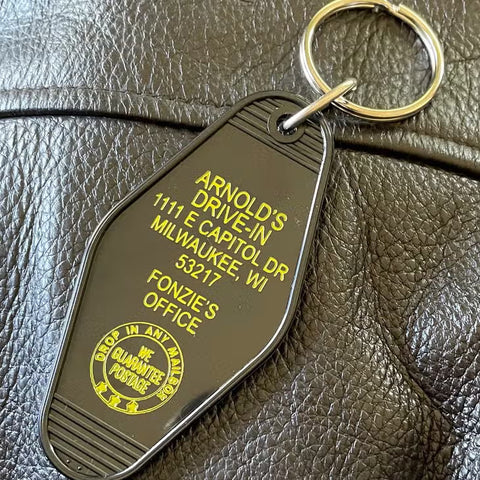 ARNOLD'S
DRIVE-IN
1111 E CAPITOL DR
MILWAUKEE, WI
53217
FONZIE'S
OFFICE
DROP IN ANY MAILBOX
WE
GUARANTEE
POSTAGE